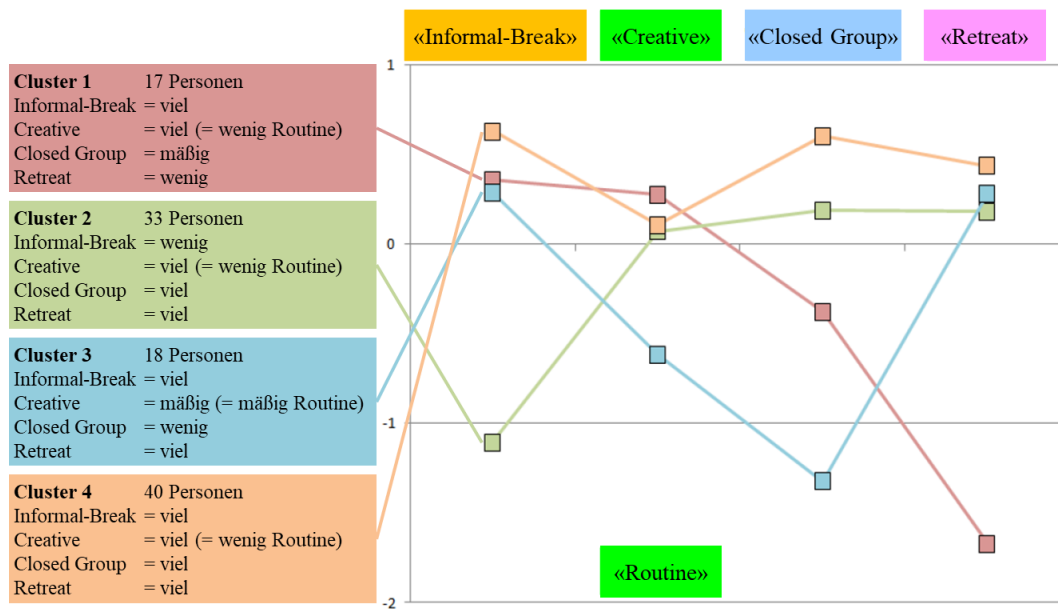 «Informal-Break» «Creative» «Closed Group» «Retreat»
Cluster 1 17 Personen
Informal-Break = viel
Creative = viel (= wenig Routine)
Closed Group = mäßig
Retreat = wenig
Cluster 2 33 Personen
Informal-Break = wenig
Creative = viel (= wenig Routine)
Closed Group = viel
Retreat = viel
Cluster 3 18 Personen
Informal-Break = viel
Creative = mäßig (= mäßig Routine)
Closed Group = wenig
Retreat = viel
Cluster 4 40 Personen
Informal-Break = viel
Creative = viel (= wenig Routine)
Closed Group = viel
Retreat = viel
1
0
-1
-2
«Routine»